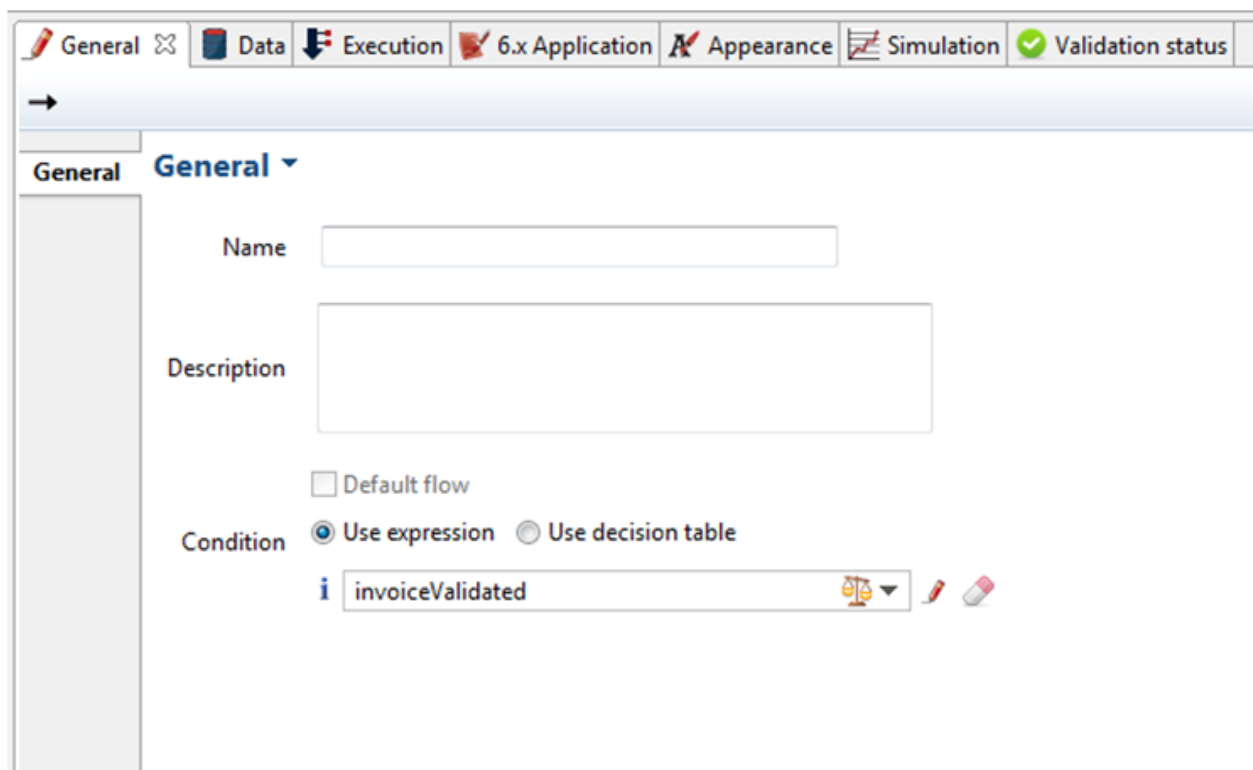 General Data Execution 6.x Application Appearance Simulation Validation status
General
General
Name
Description
Default flow
Condition
Use expression Use decision table
i invoiceValidated